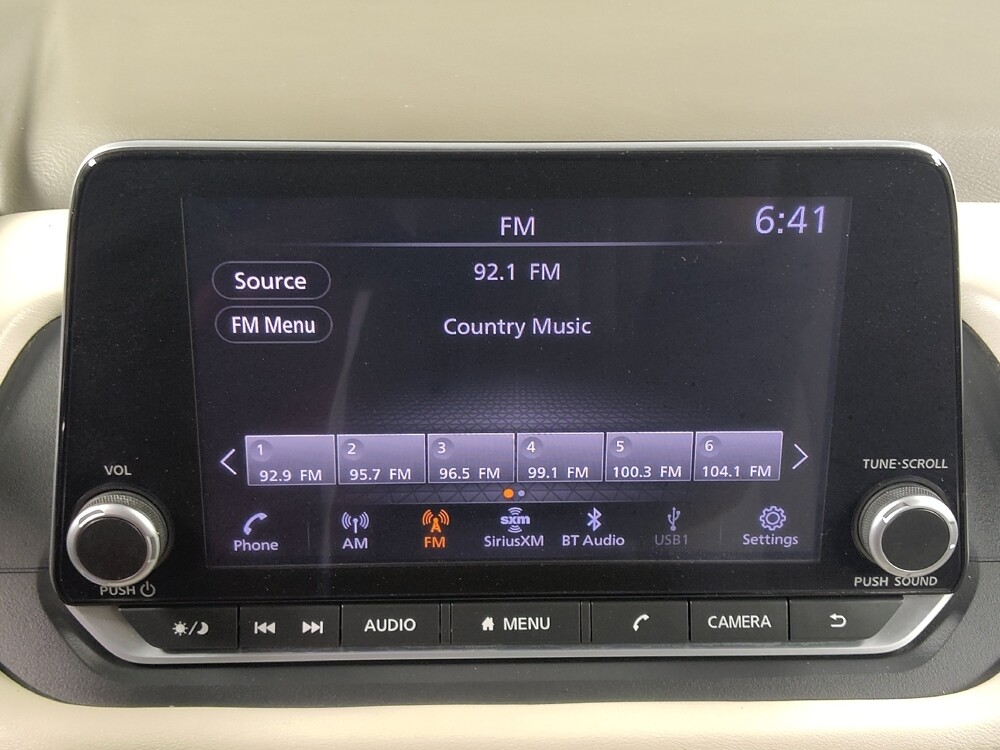 FM
6:41
Source
92.1 FM
FM Menu
Country Music
1 2 3 4 5 6
92.9 FM 95.7 FM 96.5 FM 99.1 FM 100.3 FM 104.1 FM
VOL
TUNE·SCROLL
Phone AM FM sxm SiriusXM BT Audio USB1 Settings
PUSH
PUSH SOUND
AUDIO MENU CAMERA